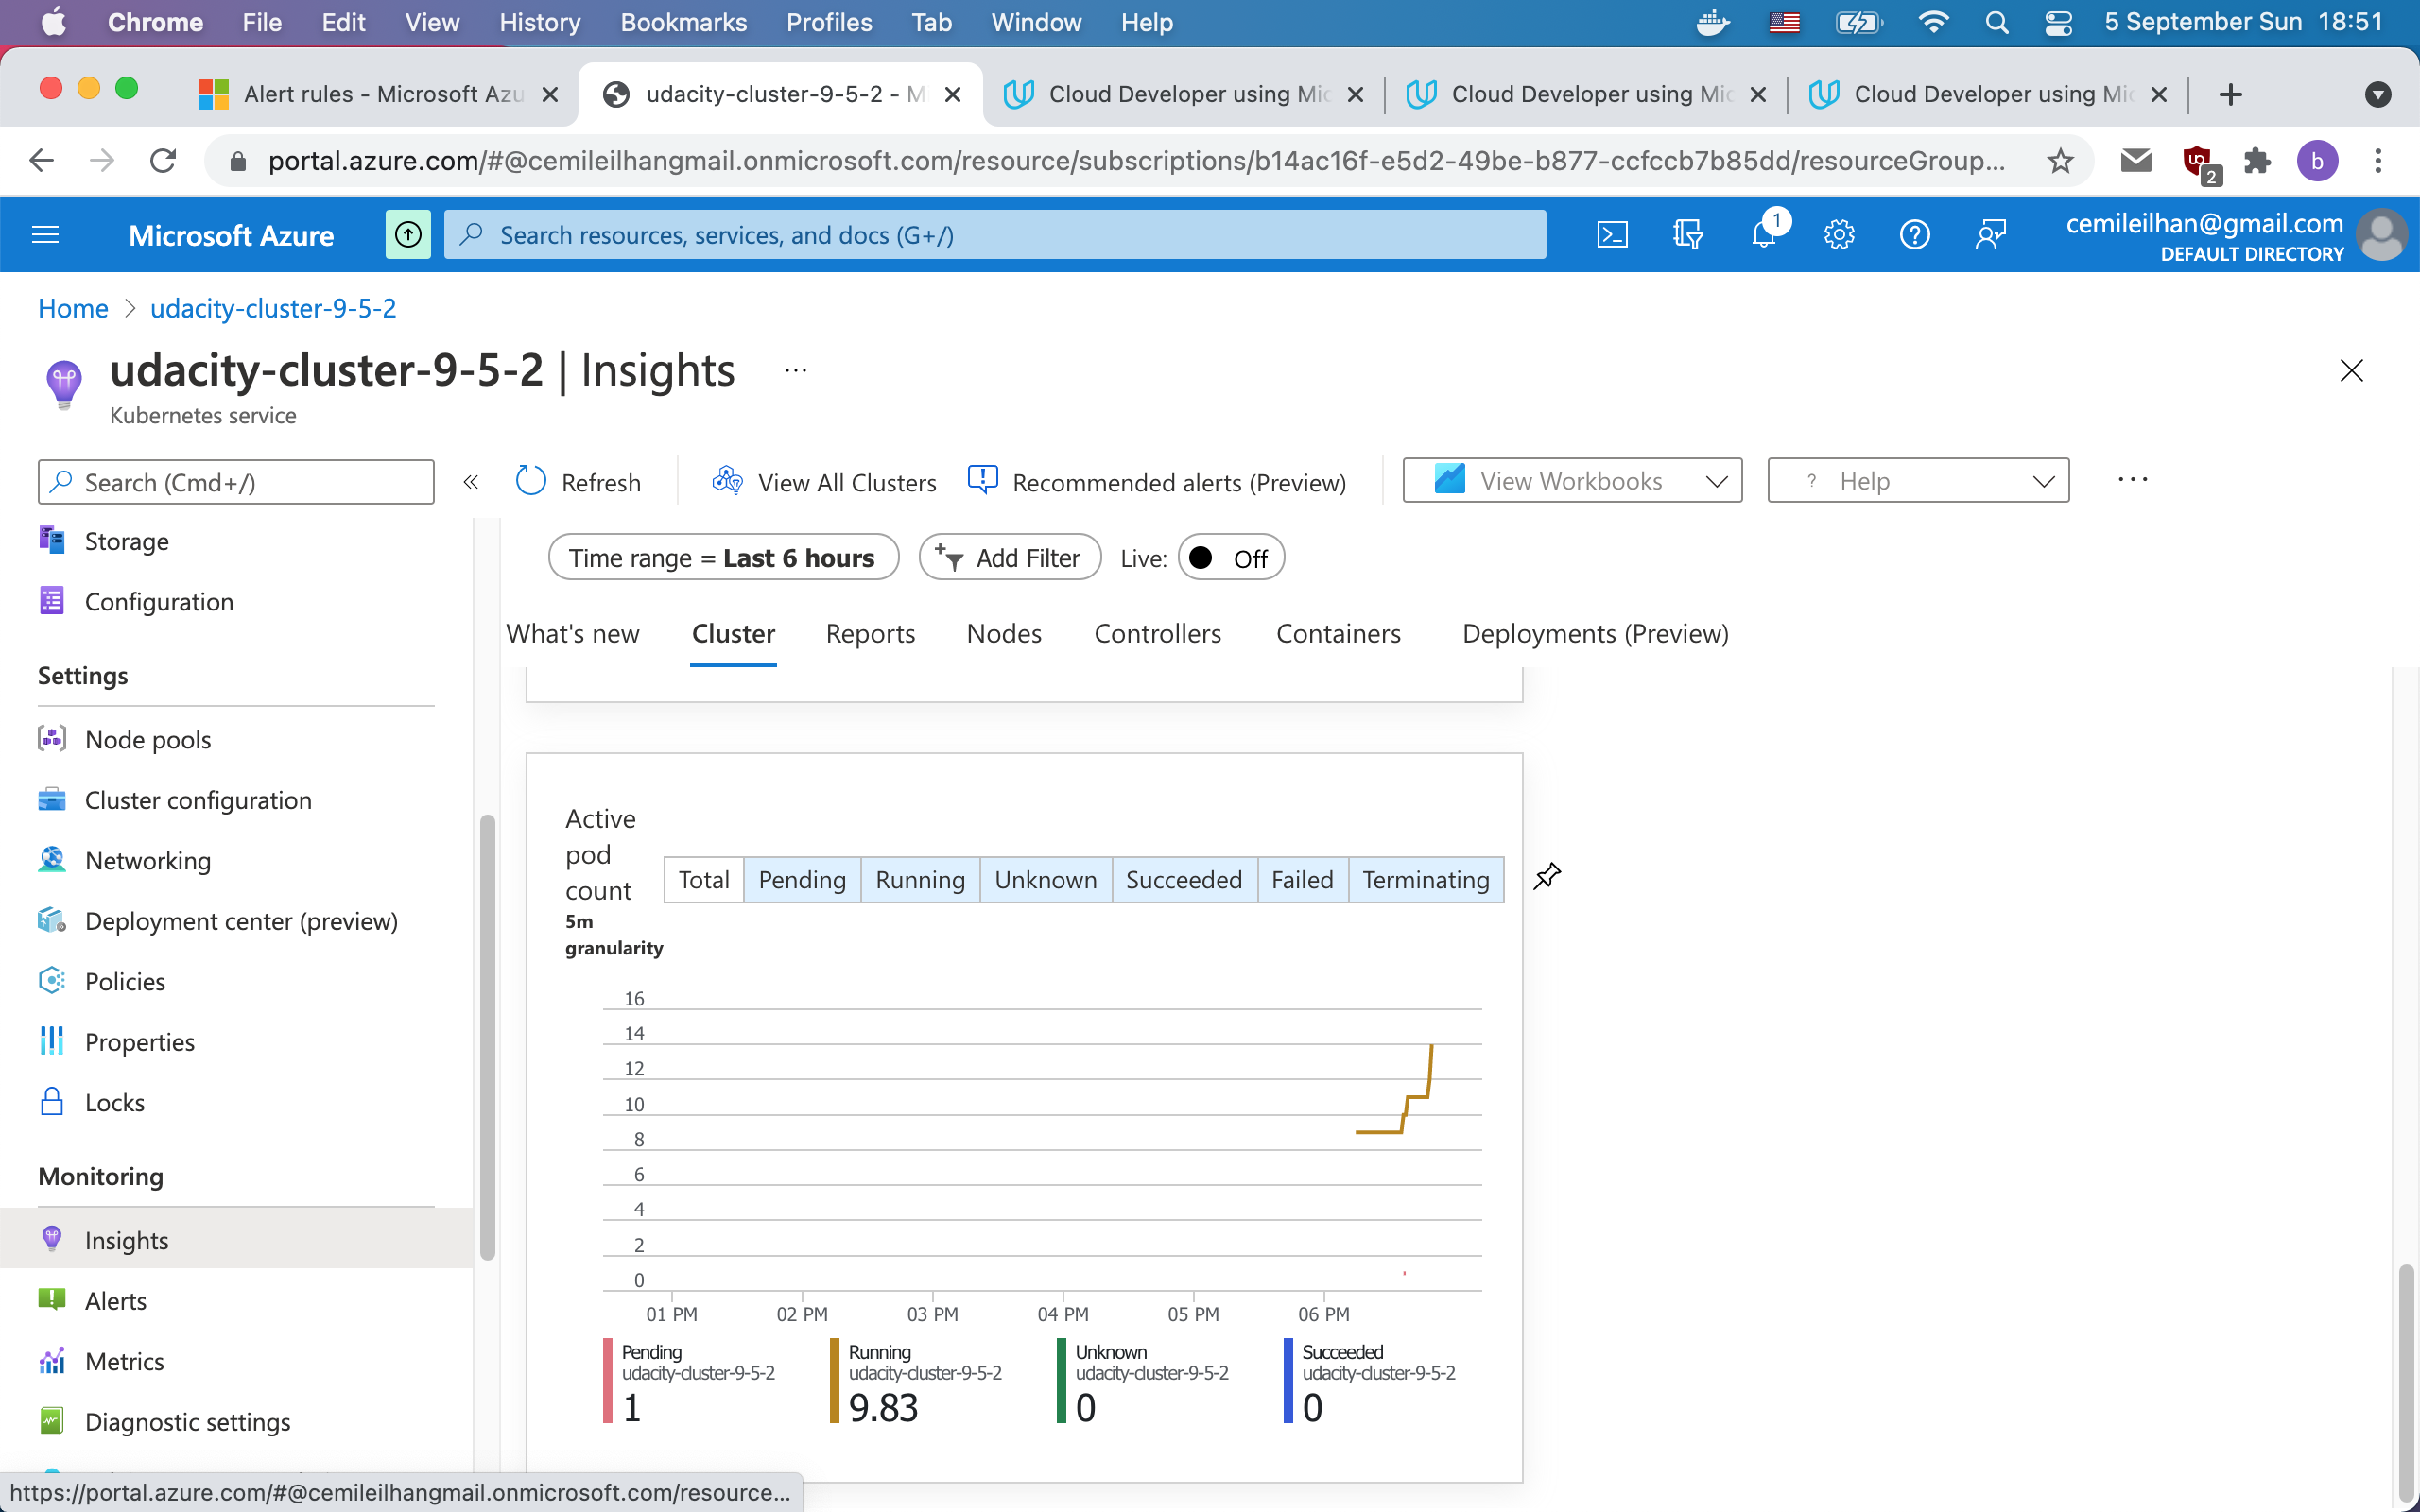 Chrome File Edit View History Bookmarks Profiles Tab Window Help 5 September Sun 18:51
Alert rules - Microsoft Azu
udacity-cluster-9-5-2 - M
Cloud Developer using Mic
Cloud Developer using Mic
Cloud Developer using Mic
portal.azure.com/#@cemileilhangmail.onmicrosoft.com/resource/subscriptions/b14ac16f-e5d2-49be-b877-ccfccb7b85dd/resourceGroup...
2
b
Microsoft Azure
Search resources, services, and docs (G+/)
1
cemileilhan@gmail.com
DEFAULT DIRECTORY
Home > udacity-cluster-9-5-2
udacity-cluster-9-5-2 | Insights ...
Kubernetes service
Search (Cmd+/)
«
Refresh
View All Clusters
Recommended alerts (Preview)
View Workbooks
? Help
...
Storage
Configuration
Settings
Node pools
Cluster configuration
Networking
Deployment center (preview)
Policies
Properties
Locks
Monitoring
Insights
Alerts
Metrics
Diagnostic settings
https://portal.azure.com/#@cemileilhangmail.onmicrosoft.com/resource...
Time range = Last 6 hours
Add Filter
Live: Off
What's new Cluster Reports Nodes Controllers Containers Deployments (Preview)
Active
pod
count
5m
granularity
Total Pending Running Unknown Succeeded Failed Terminating
16
14
12
10
8
6
4
2
0
01 PM 02 PM 03 PM 04 PM 05 PM 06 PM
Pending
udacity-cluster-9-5-2
1
Running
udacity-cluster-9-5-2
9.83
Unknown
udacity-cluster-9-5-2
0
Succeeded
udacity-cluster-9-5-2
0